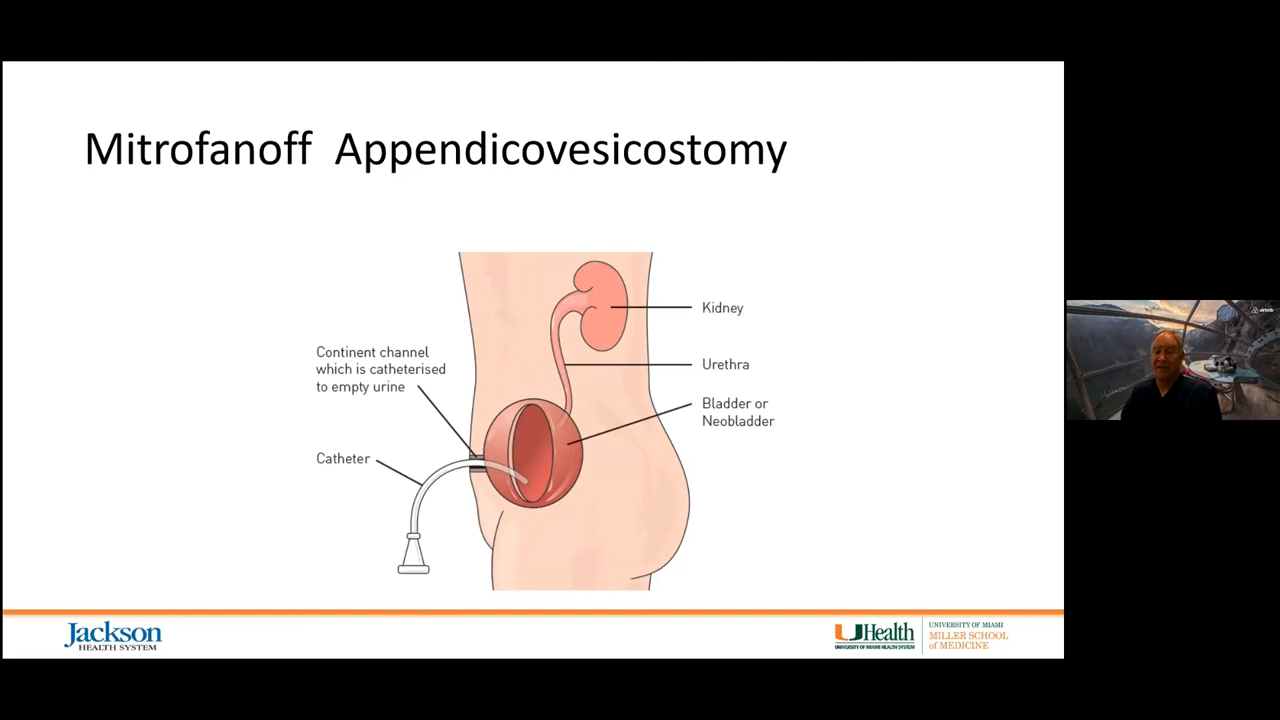 Mitrofanoff Appendicovesicostomy
Kidney
Continent channel
which is catheterised
to empty urine
Urethra
Bladder or
Neobladder
Catheter
Jackson
HEALTH SYSTEM
UHealth
UNIVERSITY OF MIAMI HEALTH SYSTEM
UNIVERSITY OF MIAMI
MILLER SCHOOL
of MEDICINE
airbnb